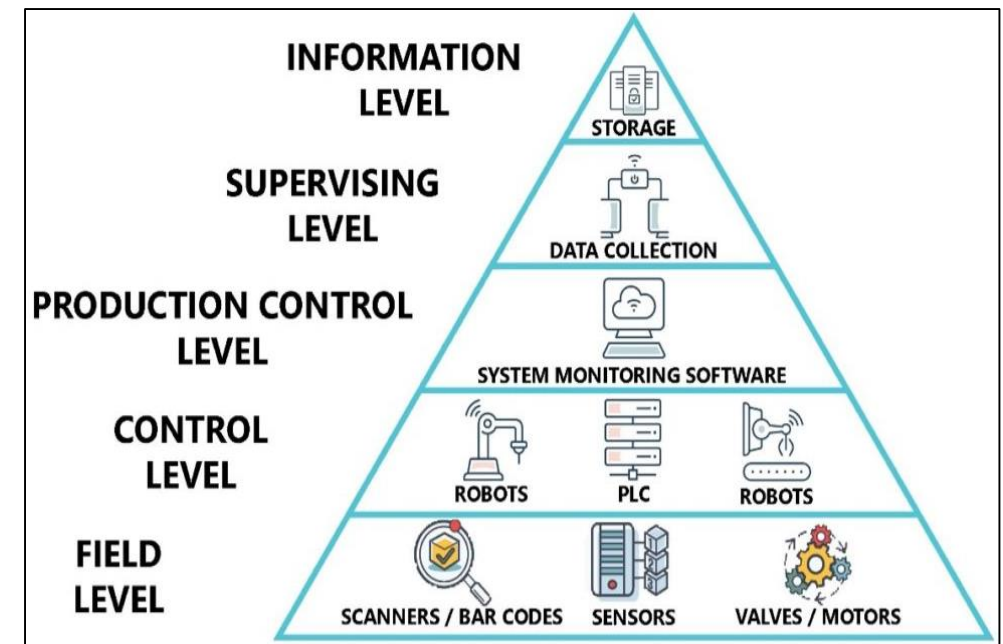 INFORMATION
LEVEL
STORAGE
SUPERVISING
LEVEL
DATA COLLECTION
PRODUCTION CONTROL
LEVEL
SYSTEM MONITORING SOFTWARE
CONTROL
LEVEL
ROBOTS
PLC
ROBOTS
FIELD
LEVEL
SCANNERS / BAR CODES
SENSORS
VALVES / MOTORS